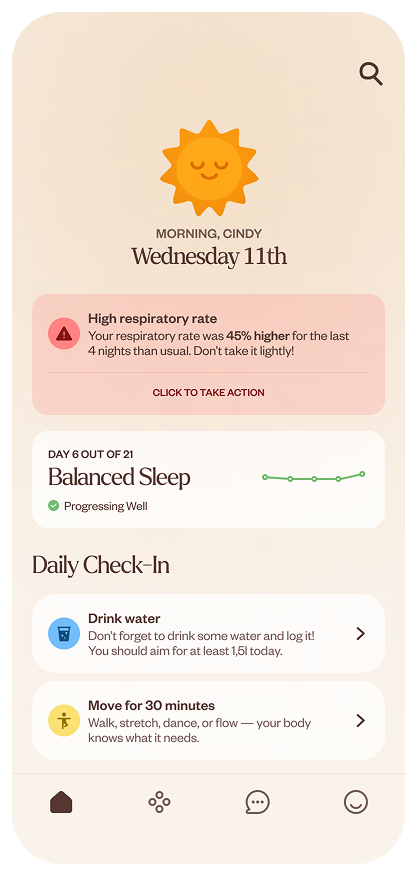 MORNING, CINDY
Wednesday 11th
High respiratory rate
Your respiratory rate was 45% higher for the last
4 nights than usual. Don't take it lightly!
CLICK TO TAKE ACTION
DAY 6 OUT OF 21
Balanced Sleep
Progressing Well
Daily Check-In
Drink water
Don't forget to drink some water and log it!
You should aim for at least 1,5l today.
Move for 30 minutes
Walk, stretch, dance, or flow — your body
knows what it needs.